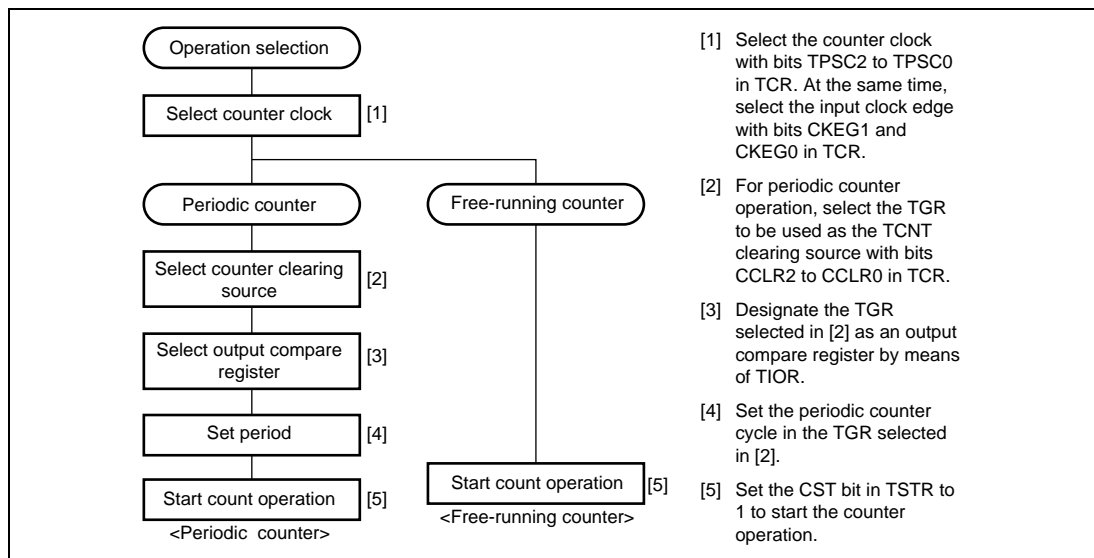 Operation selection
Select counter clock
[1]
Periodic counter
Free-running counter
Select counter clearing
source
[2]
Select output compare
register
[3]
Set period
[4]
Start count operation
[5]
<Periodic counter>
Start count operation
[5]
<Free-running counter>
[1] Select the counter clock
with bits TPSC2 to TPSC0
in TCR. At the same time,
select the input clock edge
with bits CKEG1 and
CKEG0 in TCR.
[2] For periodic counter
operation, select the TGR
to be used as the TCNT
clearing source with bits
CCLR2 to CCLR0 in TCR.
[3] Designate the TGR
selected in [2] as an output
compare register by means
of TIOR.
[4] Set the periodic counter
cycle in the TGR selected
in [2].
[5] Set the CST bit in TSTR to
1 to start the counter
operation.